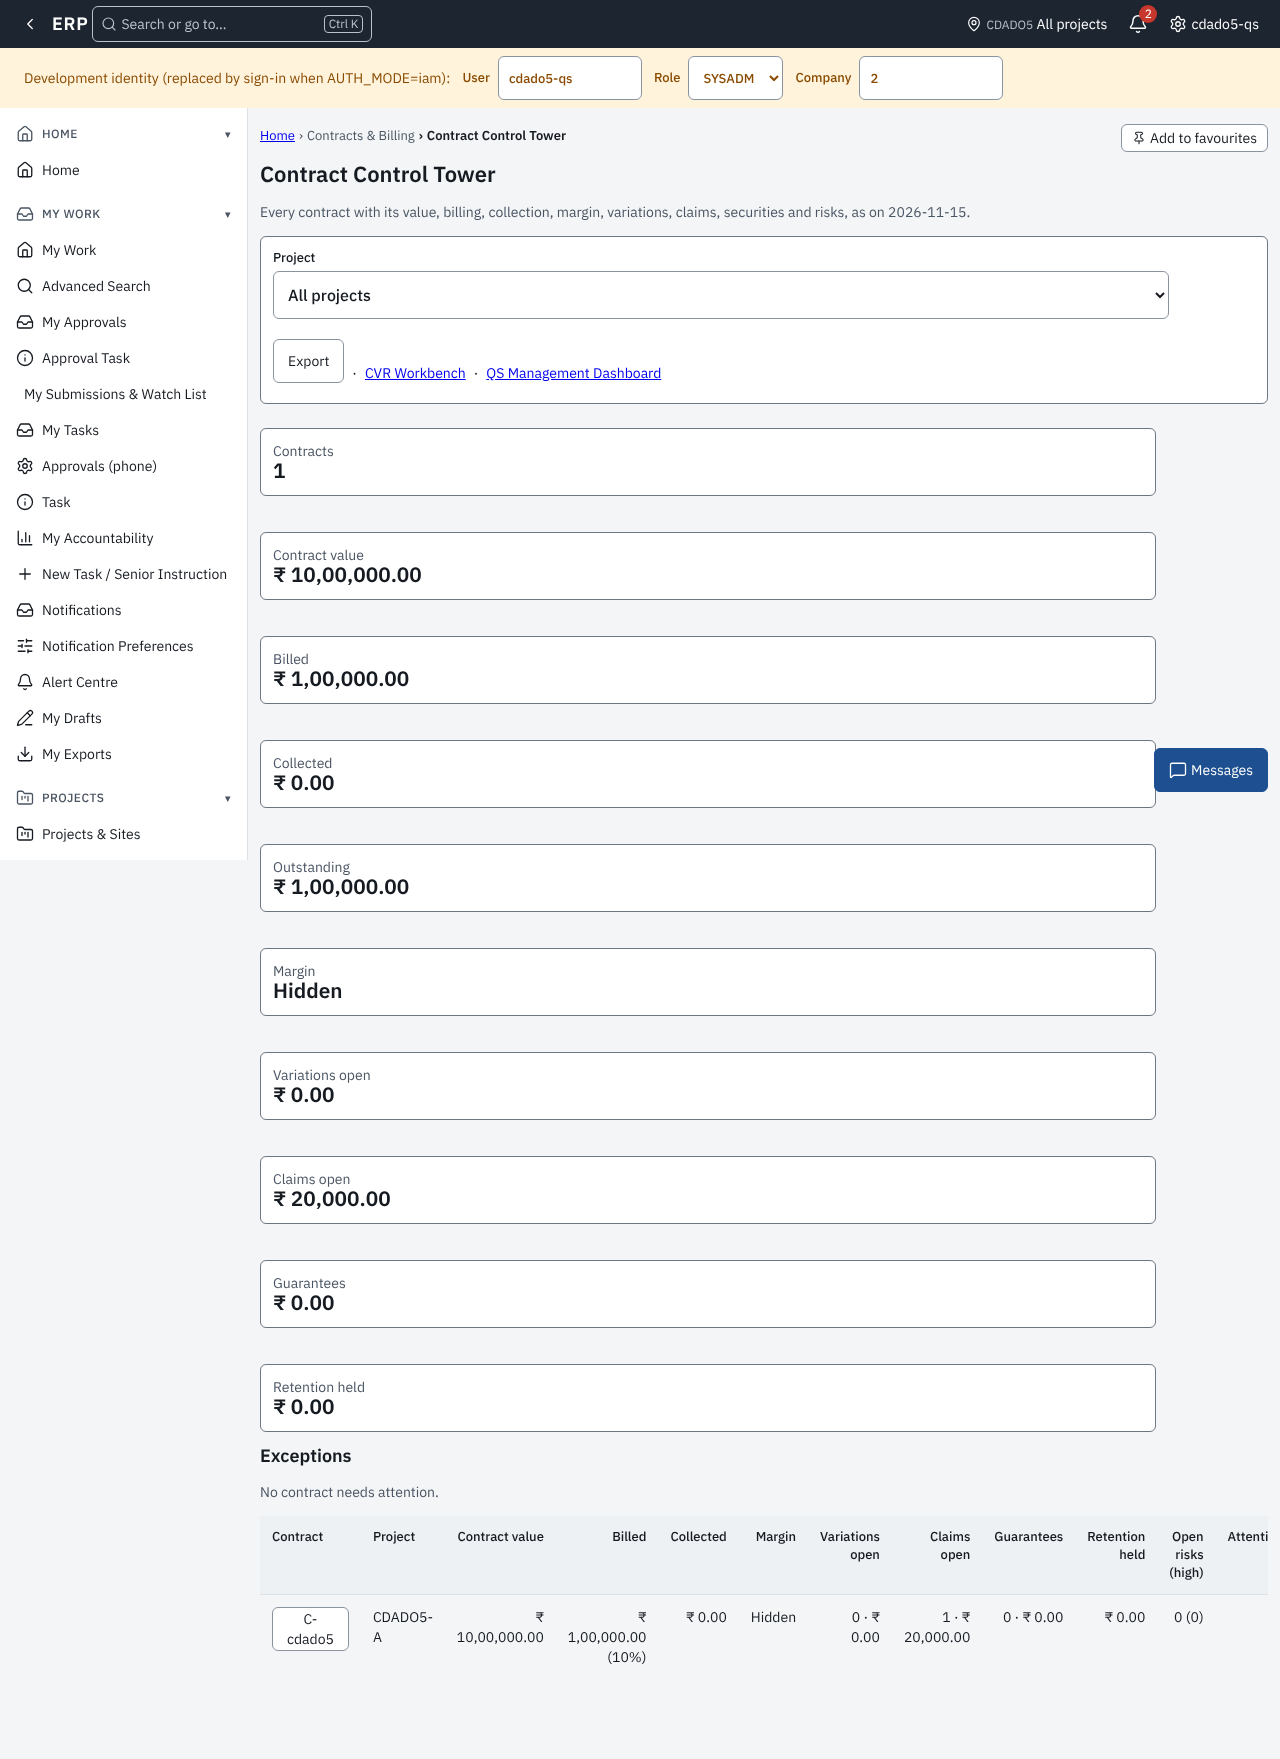 ERP
Search or go to...
Ctrl K
CDADO5 All projects
2
cdado5-qs
Development identity (replaced by sign-in when AUTH_MODE=iam):
User
cdado5-qs
Role
SYSADM
Company
2
HOME
Home
MY WORK
My Work
Advanced Search
My Approvals
Approval Task
My Submissions & Watch List
My Tasks
Approvals (phone)
Task
My Accountability
New Task / Senior Instruction
Notifications
Notification Preferences
Alert Centre
My Drafts
My Exports
PROJECTS
Projects & Sites
Home › Contracts & Billing › Contract Control Tower
Add to favourites
Contract Control Tower
Every contract with its value, billing, collection, margin, variations, claims, securities and risks, as on 2026-11-15.
Project
All projects
Export · CVR Workbench · QS Management Dashboard
Contracts
1
Contract value
₹ 10,00,000.00
Billed
₹ 1,00,000.00
Collected
₹ 0.00
Messages
Outstanding
₹ 1,00,000.00
Margin
Hidden
Variations open
₹ 0.00
Claims open
₹ 20,000.00
Guarantees
₹ 0.00
Retention held
₹ 0.00
Exceptions
No contract needs attention.
Contract
Project
Contract value
Billed
Collected
Margin
Variations
open
Claims
open
Guarantees
Retention
held
Open
risks
(high)
Attenti
C-
cdado5
CDADO5-
A
₹
10,00,000.00
₹
1,00,000.00
(10%)
₹ 0.00
Hidden
0 · ₹
0.00
1 · ₹
20,000.00
0 · ₹ 0.00
₹ 0.00
0 (0)